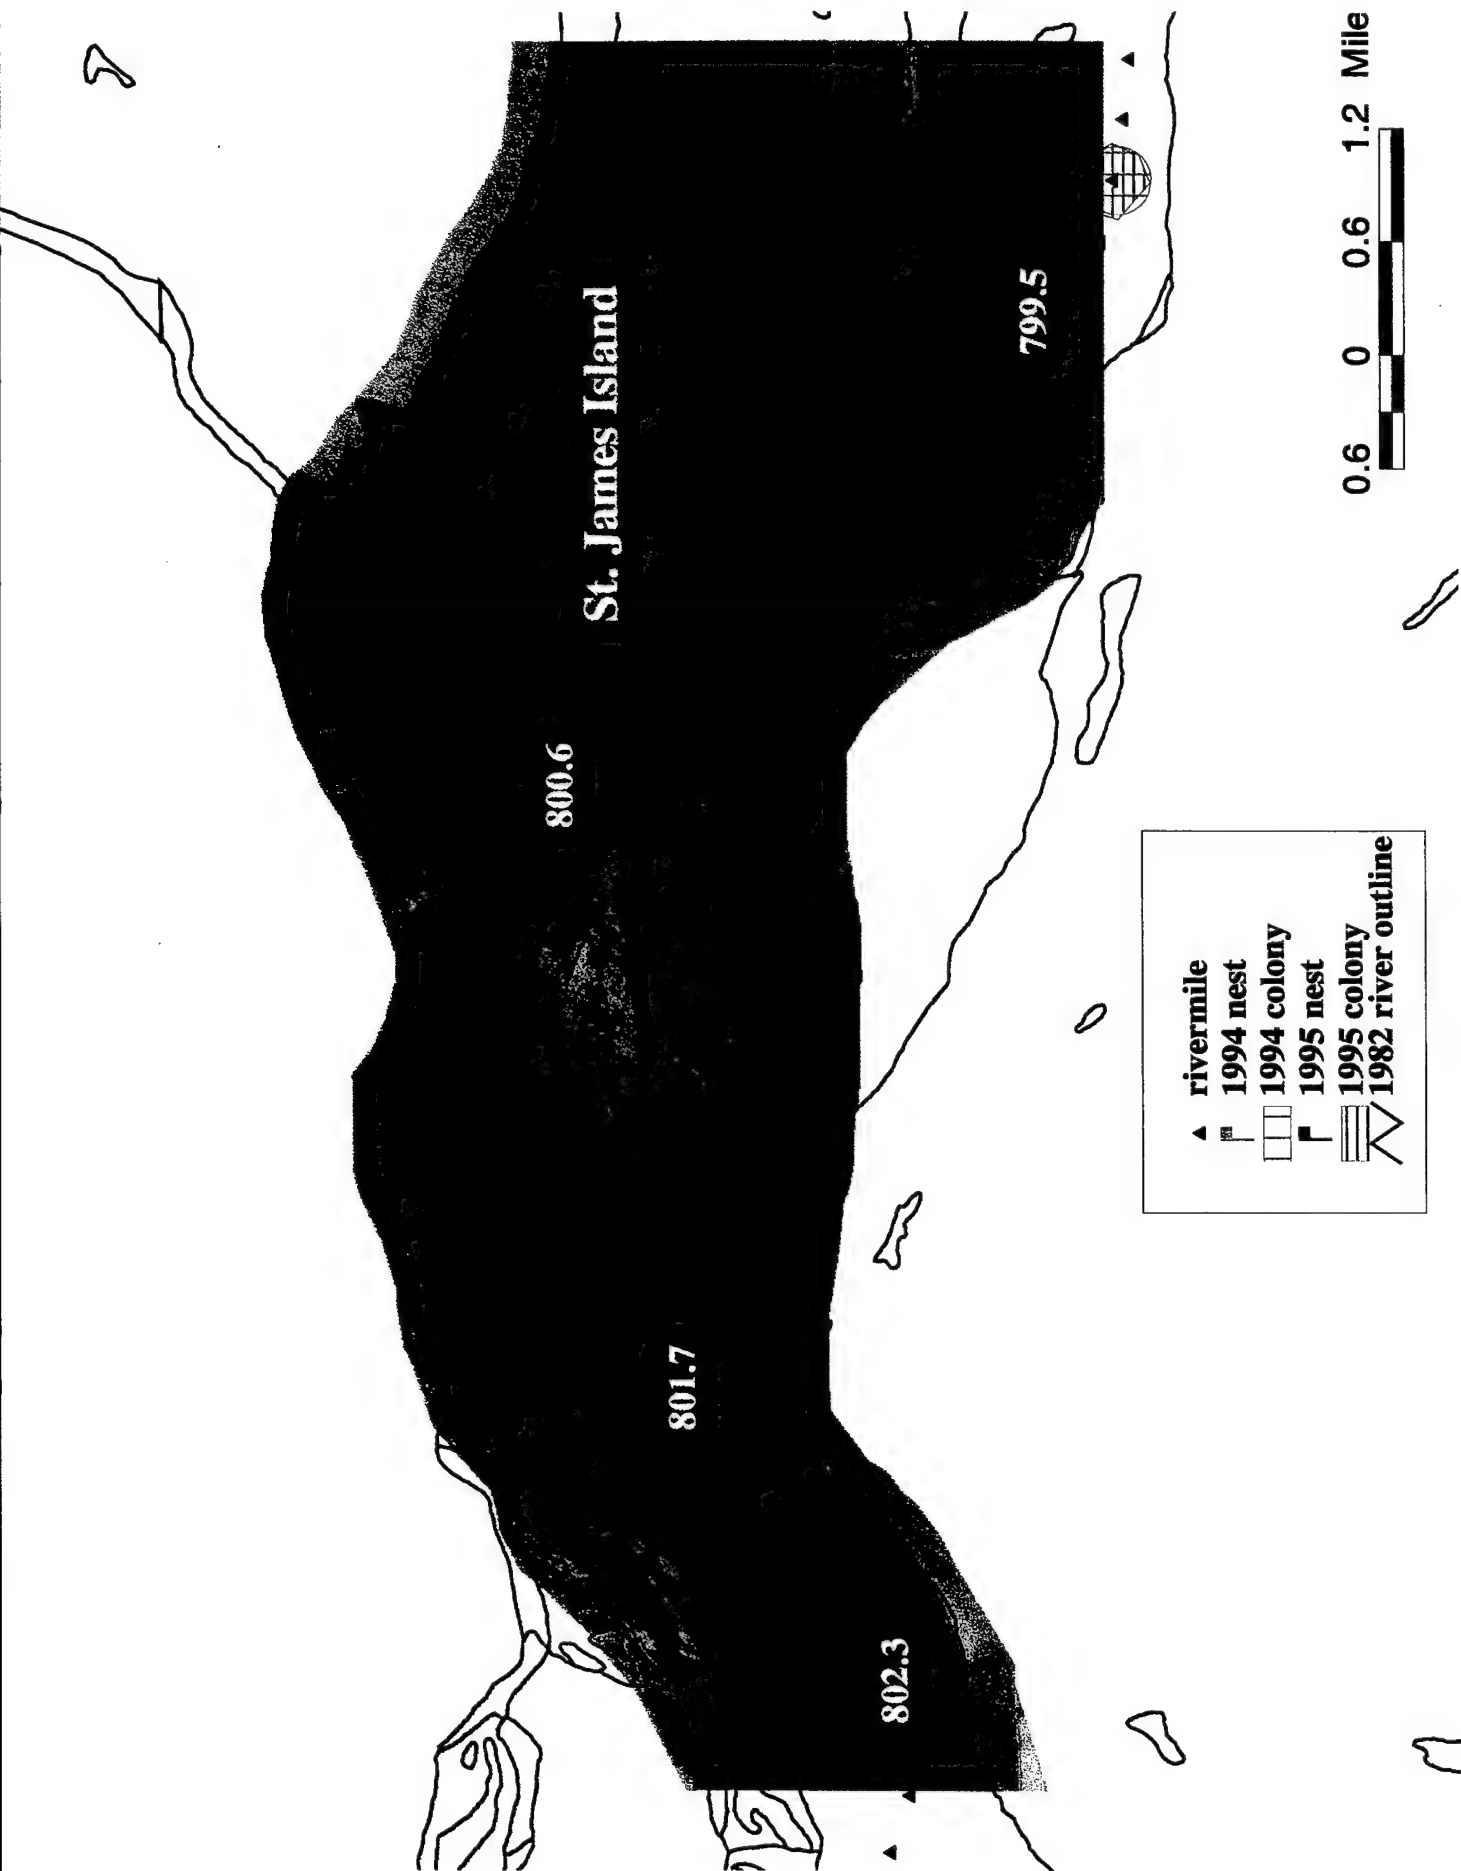 St. James Island
799.5
800.6
801.7
802.3
rivermile
1994 nest
1994 colony
1995 nest
1995 colony
1982 river outline
0.6 0 0.6 1.2 Mile